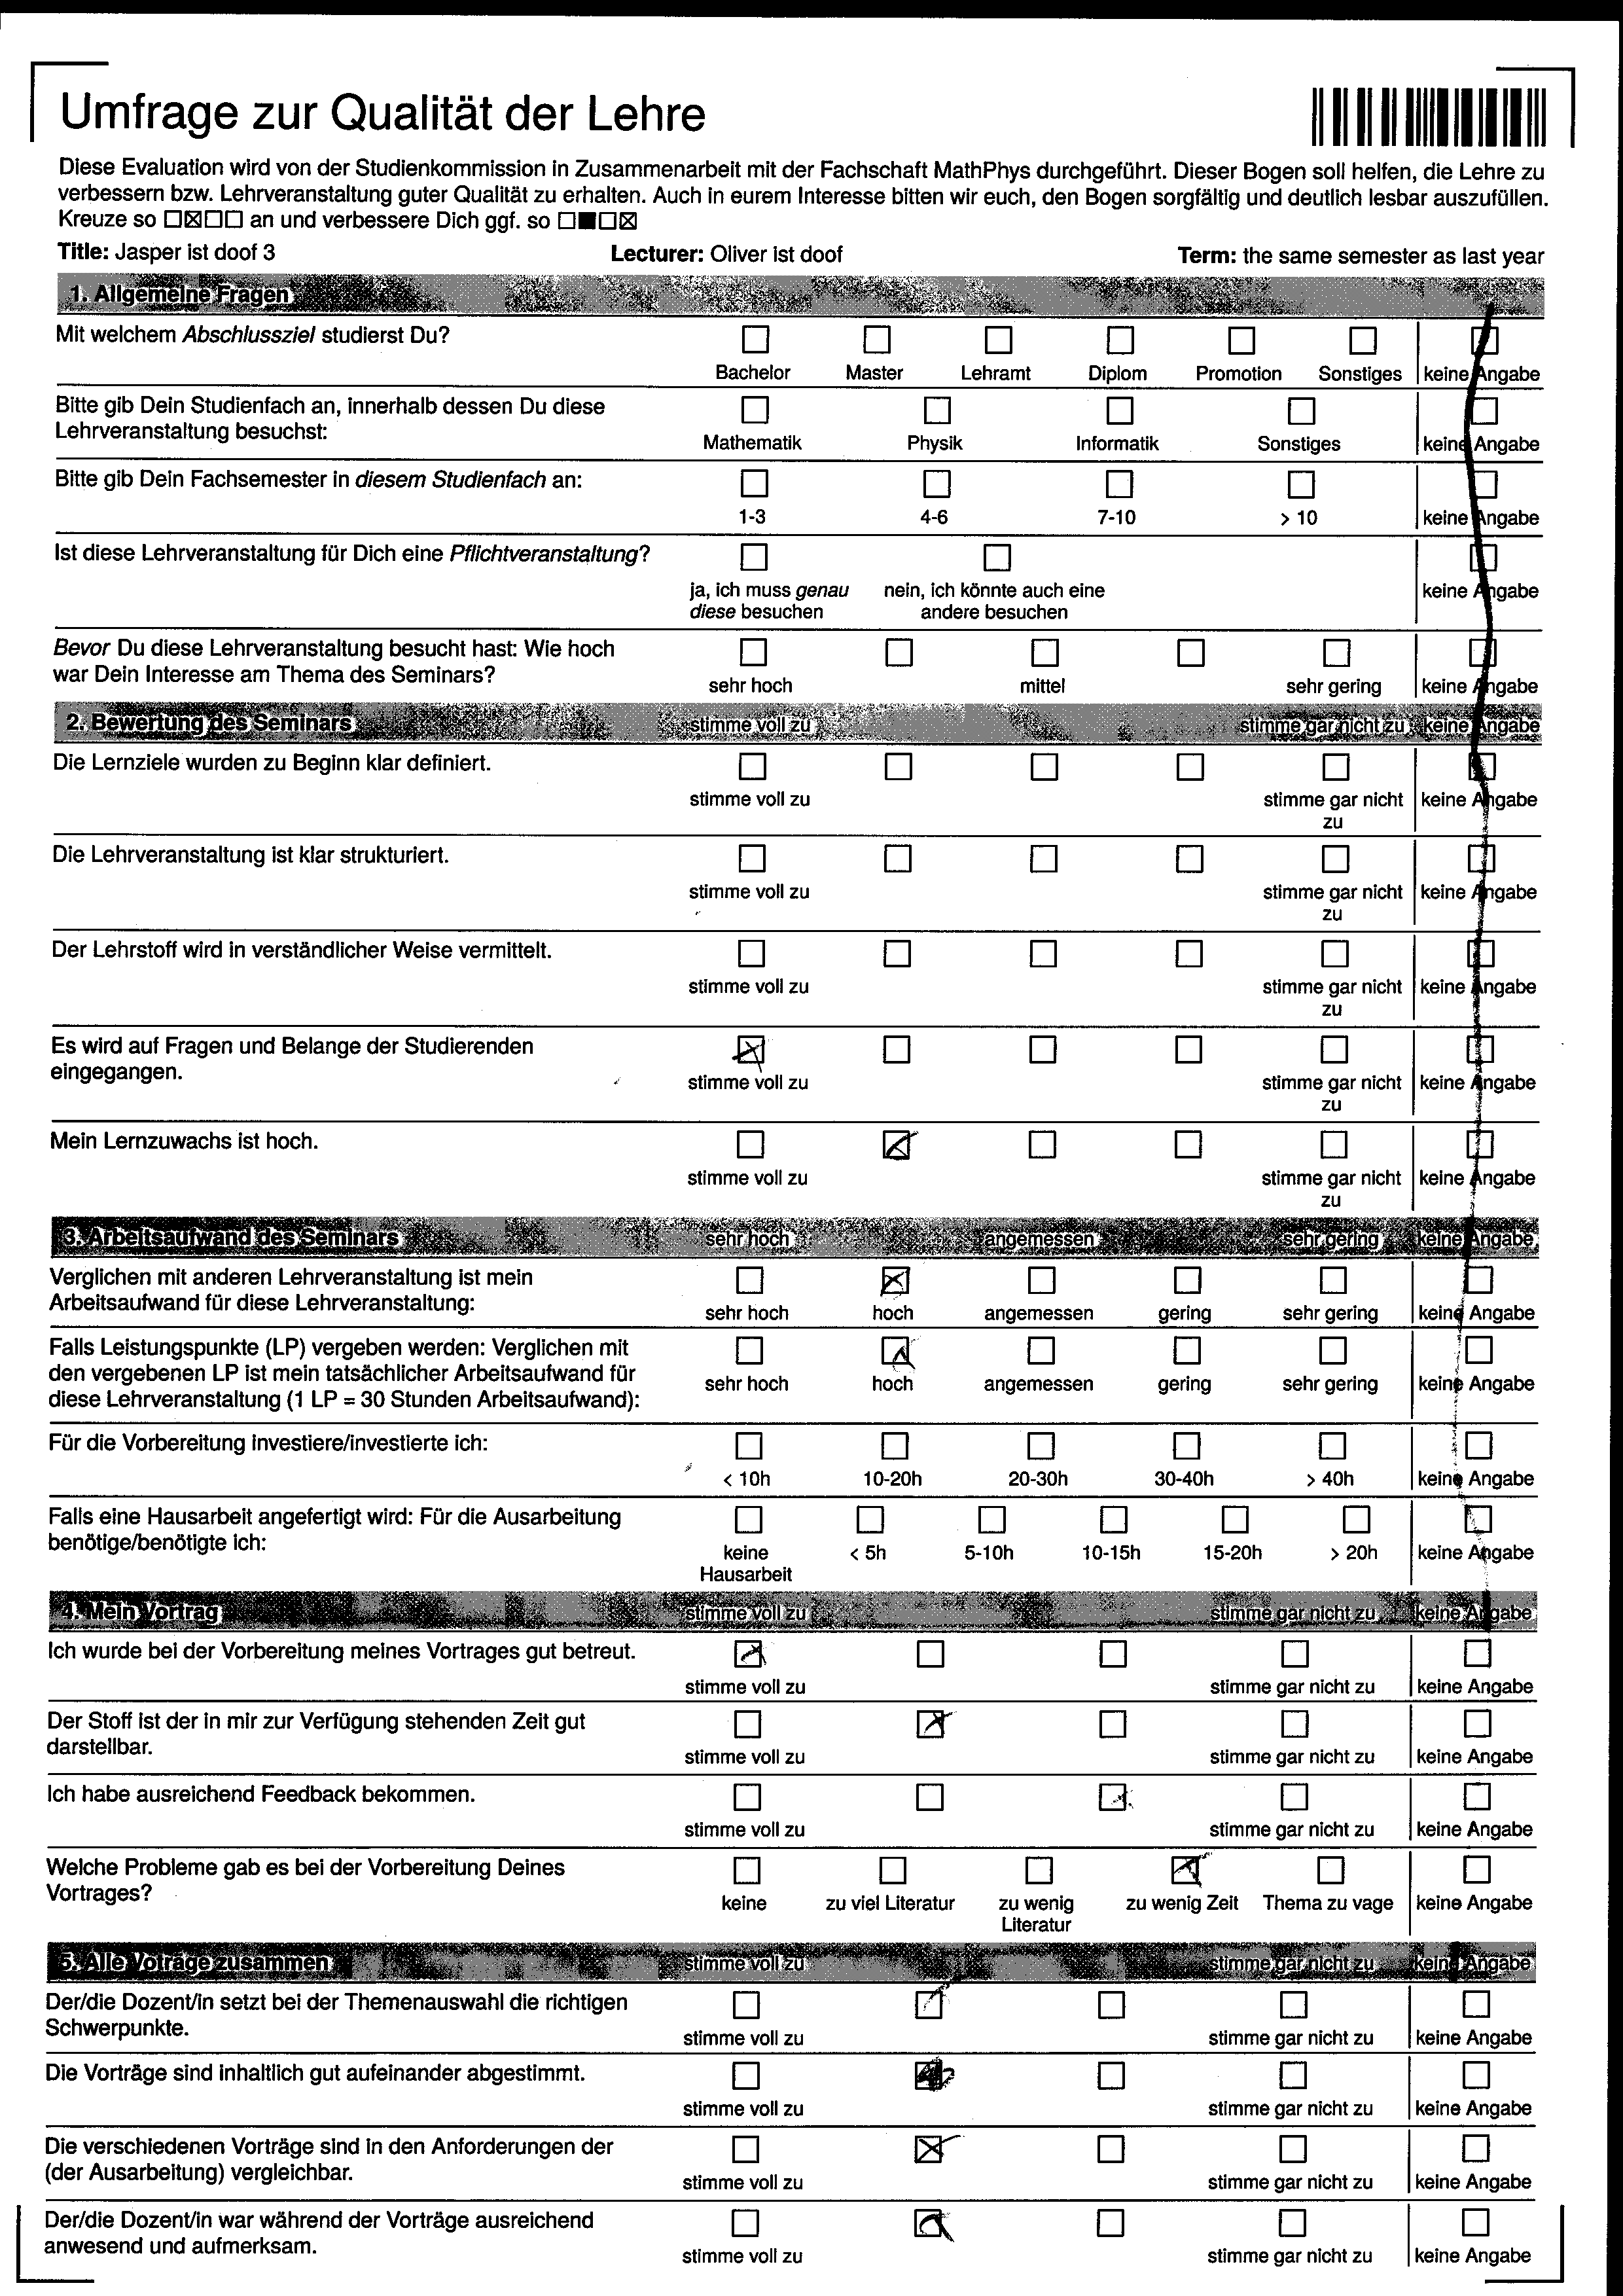 Umfrage zur Qualität der Lehre
Diese Evaluation wird von der Studienkommission in Zusammenarbeit mit der Fachschaft MathPhys durchgeführt. Dieser Bogen soll helfen, die Lehre zu
verbessern bzw. Lehrveranstaltung guter Qualität zu erhalten. Auch in eurem Interesse bitten wir euch, den Bogen sorgfältig und deutlich lesbar auszufüllen.
Kreuze so ☐☒☐☐ an und verbessere Dich ggf. so ☐■☐☒
Title: Jasper ist doof 3 Lecturer: Oliver ist doof Term: the same semester as last year
1. Allgemeine Fragen
Mit welchem Abschlussziel studierst Du?
Bachelor Master Lehramt Diplom Promotion Sonstiges keine Angabe
Bitte gib Dein Studienfach an, innerhalb dessen Du diese
Lehrveranstaltung besuchst:
Mathematik Physik Informatik Sonstiges keine Angabe
Bitte gib Dein Fachsemester in diesem Studienfach an:
1-3 4-6 7-10 > 10 keine Angabe
Ist diese Lehrveranstaltung für Dich eine Pflichtveranstaltung?
ja, ich muss genau nein, ich könnte auch eine keine Angabe
diese besuchen andere besuchen
Bevor Du diese Lehrveranstaltung besucht hast: Wie hoch
war Dein Interesse am Thema des Seminars?
sehr hoch mittel sehr gering keine Angabe
2. Bewertung des Seminars stimme voll zu stimme gar nicht zu keine Angabe
Die Lernziele wurden zu Beginn klar definiert.
stimme voll zu stimme gar nicht keine Angabe
zu
Die Lehrveranstaltung ist klar strukturiert.
stimme voll zu stimme gar nicht keine Angabe
zu
Der Lehrstoff wird in verständlicher Weise vermittelt.
stimme voll zu stimme gar nicht keine Angabe
zu
Es wird auf Fragen und Belange der Studierenden
eingegangen.
stimme voll zu stimme gar nicht keine Angabe
zu
Mein Lernzuwachs ist hoch.
stimme voll zu stimme gar nicht keine Angabe
zu
3. Arbeitsaufwand des Seminars sehr hoch angemessen sehr gering keine Angabe
Verglichen mit anderen Lehrveranstaltung ist mein
Arbeitsaufwand für diese Lehrveranstaltung:
sehr hoch hoch angemessen gering sehr gering keine Angabe
Falls Leistungspunkte (LP) vergeben werden: Verglichen mit
den vergebenen LP ist mein tatsächlicher Arbeitsaufwand für
diese Lehrveranstaltung (1 LP = 30 Stunden Arbeitsaufwand):
sehr hoch hoch angemessen gering sehr gering keine Angabe
Für die Vorbereitung investiere/investierte ich:
< 10h 10-20h 20-30h 30-40h > 40h keine Angabe
Falls eine Hausarbeit angefertigt wird: Für die Ausarbeitung
benötige/benötigte ich:
keine < 5h 5-10h 10-15h 15-20h > 20h keine Angabe
Hausarbeit
4. Mein Vortrag stimme voll zu stimme gar nicht zu keine Angabe
Ich wurde bei der Vorbereitung meines Vortrages gut betreut.
stimme voll zu stimme gar nicht zu keine Angabe
Der Stoff ist der in mir zur Verfügung stehenden Zeit gut
darstellbar.
stimme voll zu stimme gar nicht zu keine Angabe
Ich habe ausreichend Feedback bekommen.
stimme voll zu stimme gar nicht zu keine Angabe
Welche Probleme gab es bei der Vorbereitung Deines
Vortrages?
keine zu viel Literatur zu wenig zu wenig Zeit Thema zu vage keine Angabe
Literatur
5. Alle Voträge zusammen stimme voll zu stimme gar nicht zu keine Angabe
Der/die Dozent/in setzt bei der Themenauswahl die richtigen
Schwerpunkte.
stimme voll zu stimme gar nicht zu keine Angabe
Die Vorträge sind inhaltlich gut aufeinander abgestimmt.
stimme voll zu stimme gar nicht zu keine Angabe
Die verschiedenen Vorträge sind in den Anforderungen der
(der Ausarbeitung) vergleichbar.
stimme voll zu stimme gar nicht zu keine Angabe
Der/die Dozent/in war während der Vorträge ausreichend
anwesend und aufmerksam.
stimme voll zu stimme gar nicht zu keine Angabe